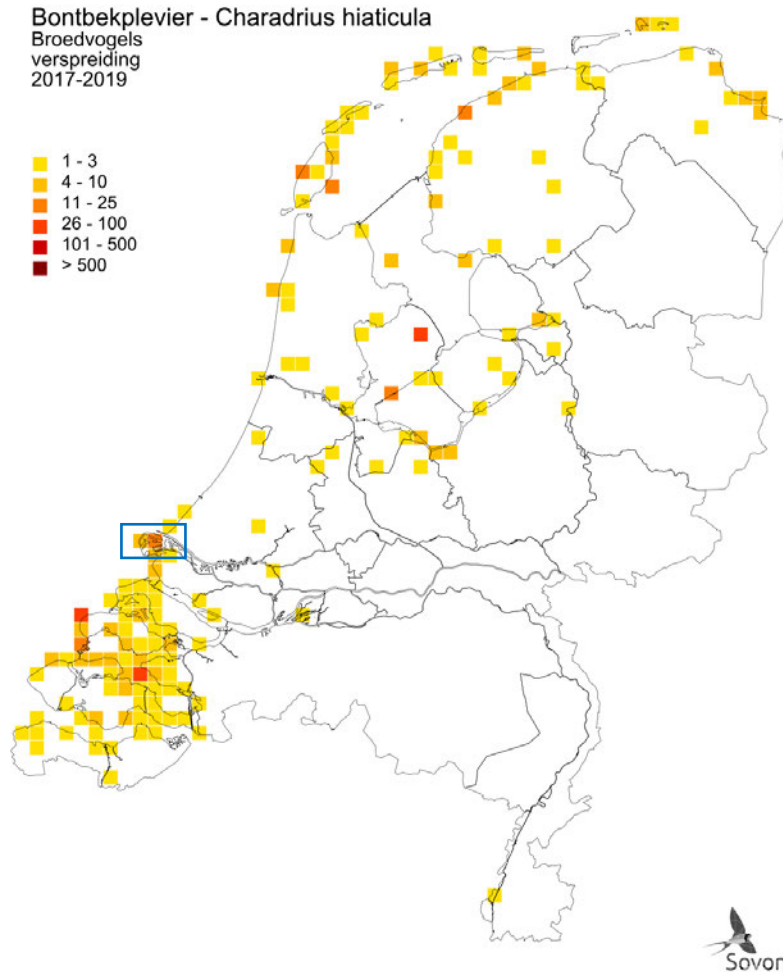 Bontbekplevier - Charadrius hiaticula
Broedvogels
verspreiding
2017-2019
1 - 3
4 - 10
11 - 25
26 - 100
101 - 500
> 500
Sovon